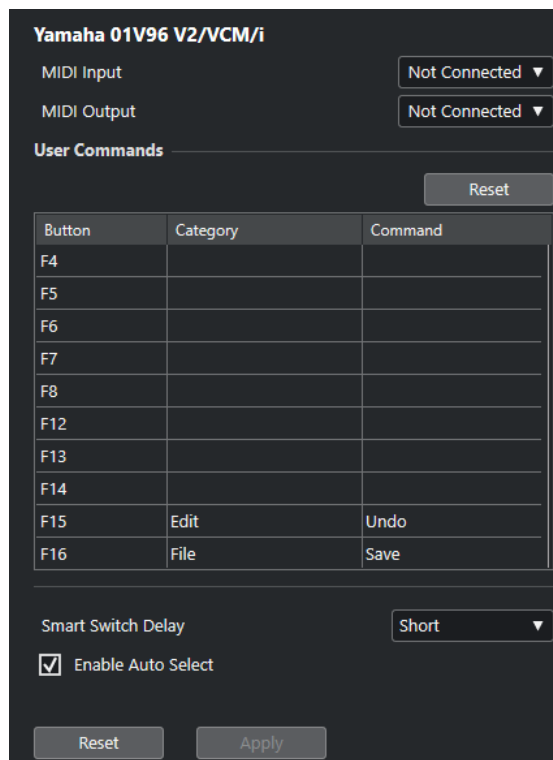 Yamaha 01V96 V2/VCM/i
MIDI Input Not Connected
MIDI Output Not Connected
User Commands
Reset
Button Category Command
F4
F5
F6
F7
F8
F12
F13
F14
F15 Edit Undo
F16 File Save
Smart Switch Delay Short
Enable Auto Select
Reset Apply